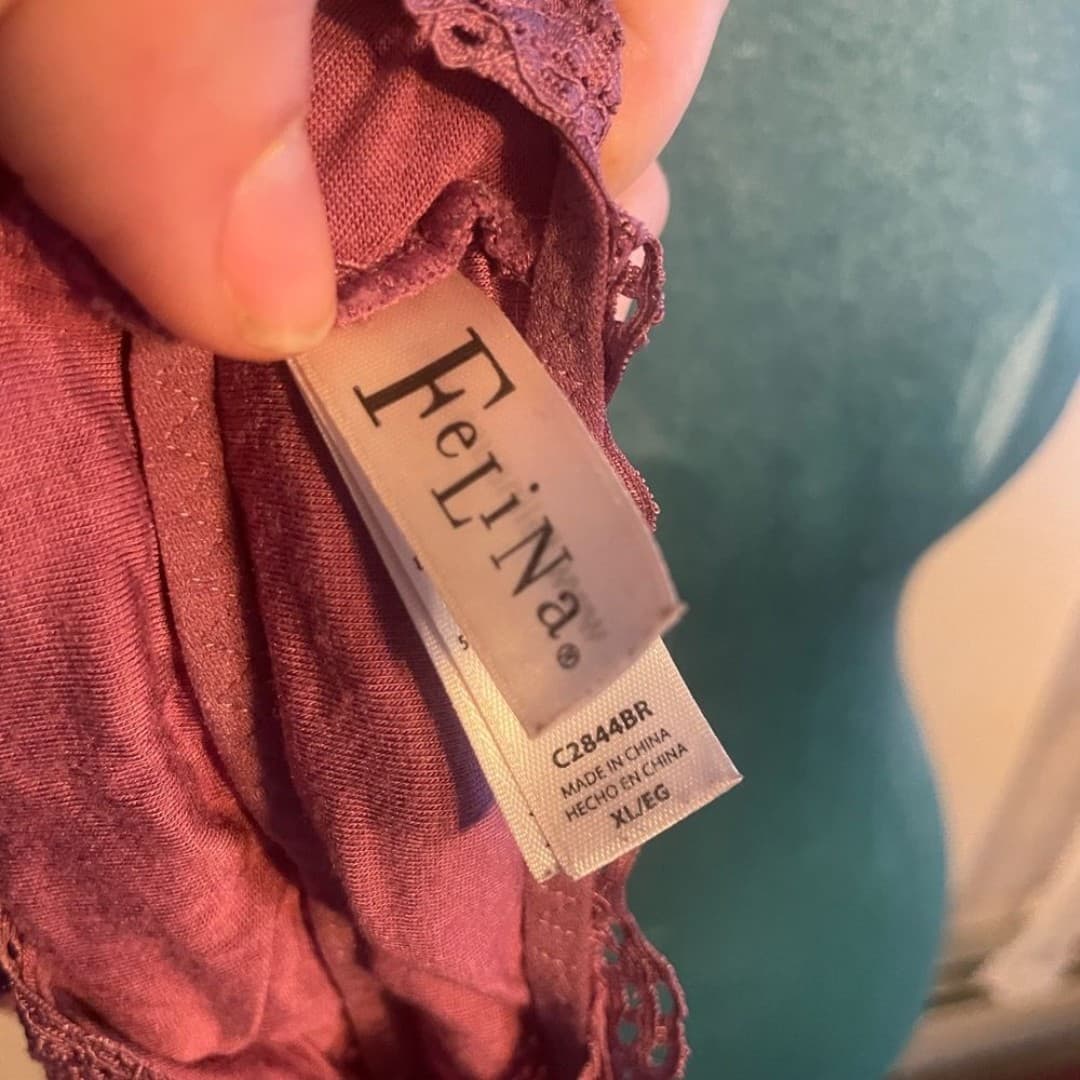 FeLiNa®
C2844BR
MADE IN CHINA
HECHO EN CHINA
XL/EG
S